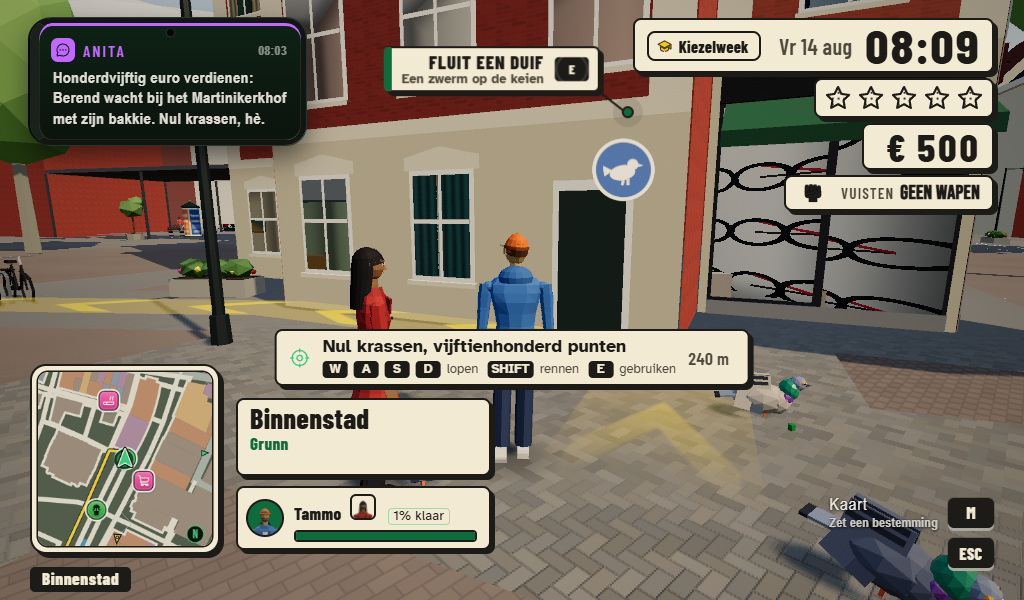 ANITA
08:03
Honderdvijftig euro verdienen:
Berend wacht bij het Martinikerkhof
met zijn bakkie. Nul krassen, hè.
FLUIT EEN DUIF
Een zwerm op de keien
E
Kiezelweek
Vr 14 aug
08:09
€ 500
VUISTEN GEEN WAPEN
Nul krassen, vijftienhonderd punten
W A S D lopen SHIFT rennen E gebruiken
240 m
Binnenstad
Grunn
Tammo
1% klaar
N
Binnenstad
Kaart
Zet een bestemming
M
ESC